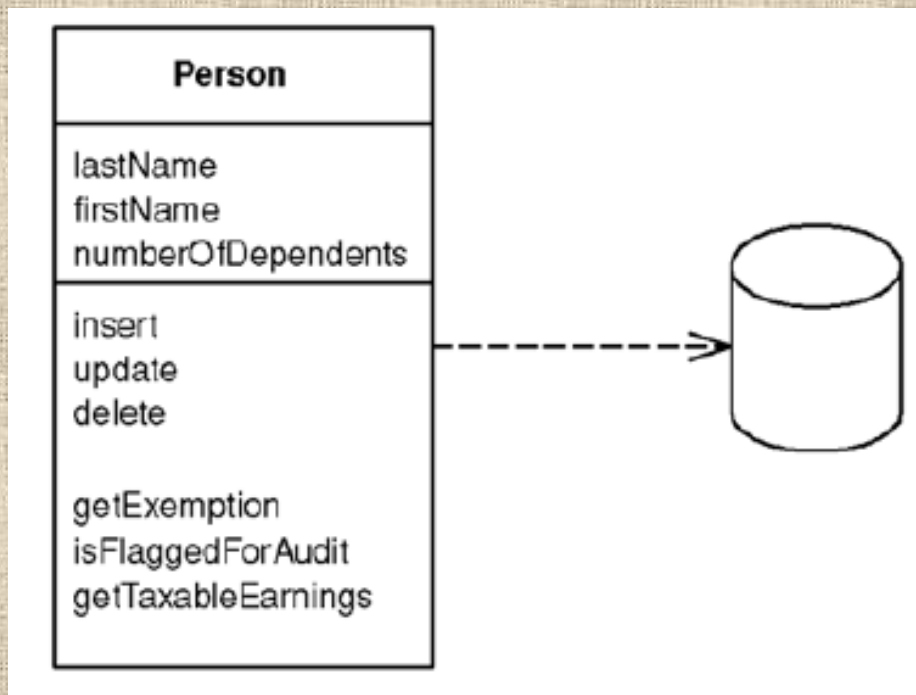 Person
lastName
firstName
numberOfDependents
insert
update
delete
getExemption
isFlaggedForAudit
getTaxableEarnings